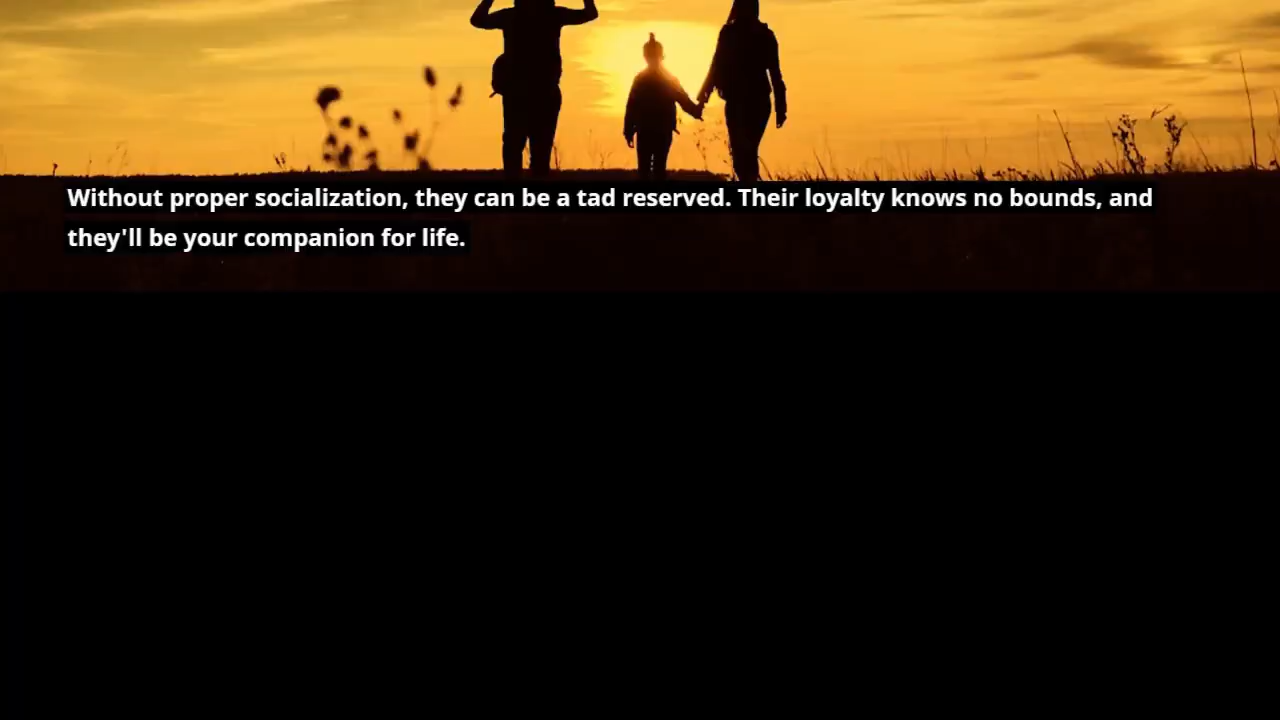 Without proper socialization, they can be a tad reserved. Their loyalty knows no bounds, and
they'll be your companion for life.